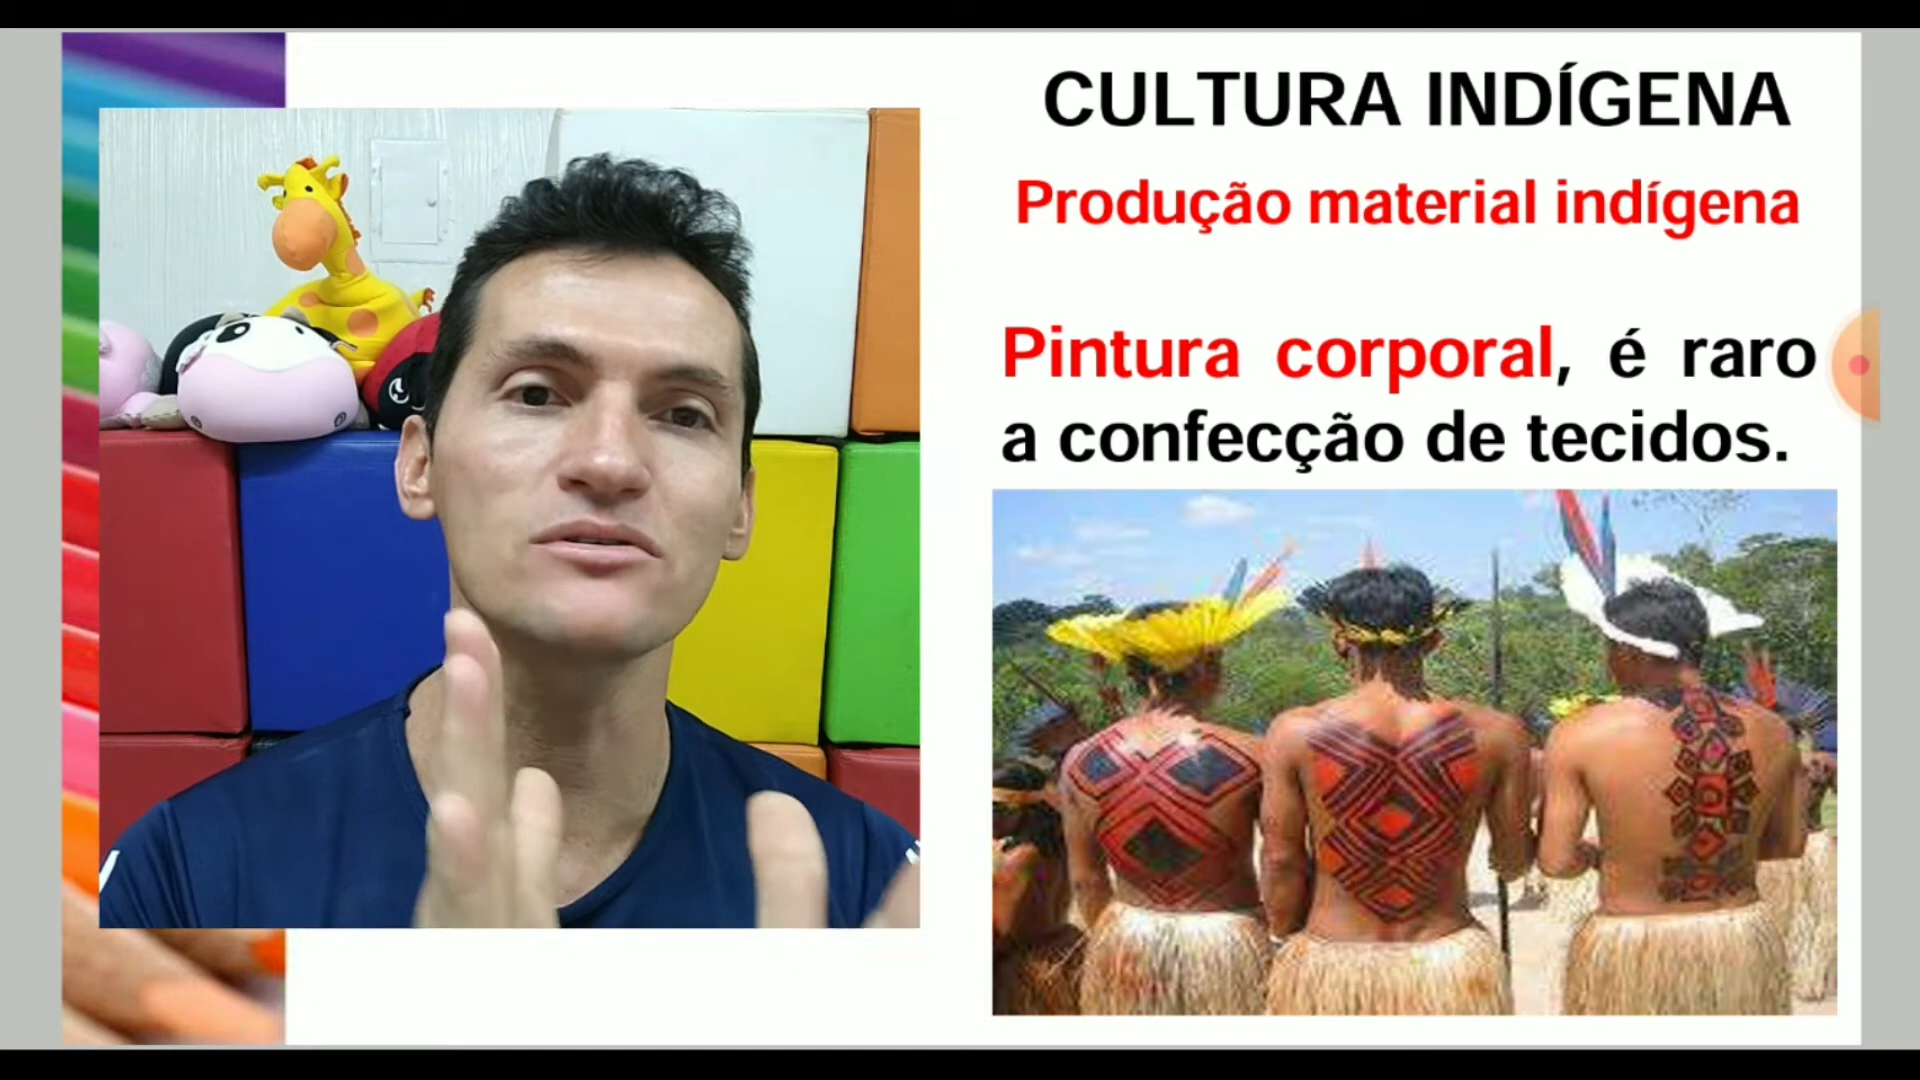 CULTURA INDÍGENA
Produção material indígena
Pintura corporal, é raro
a confecção de tecidos.